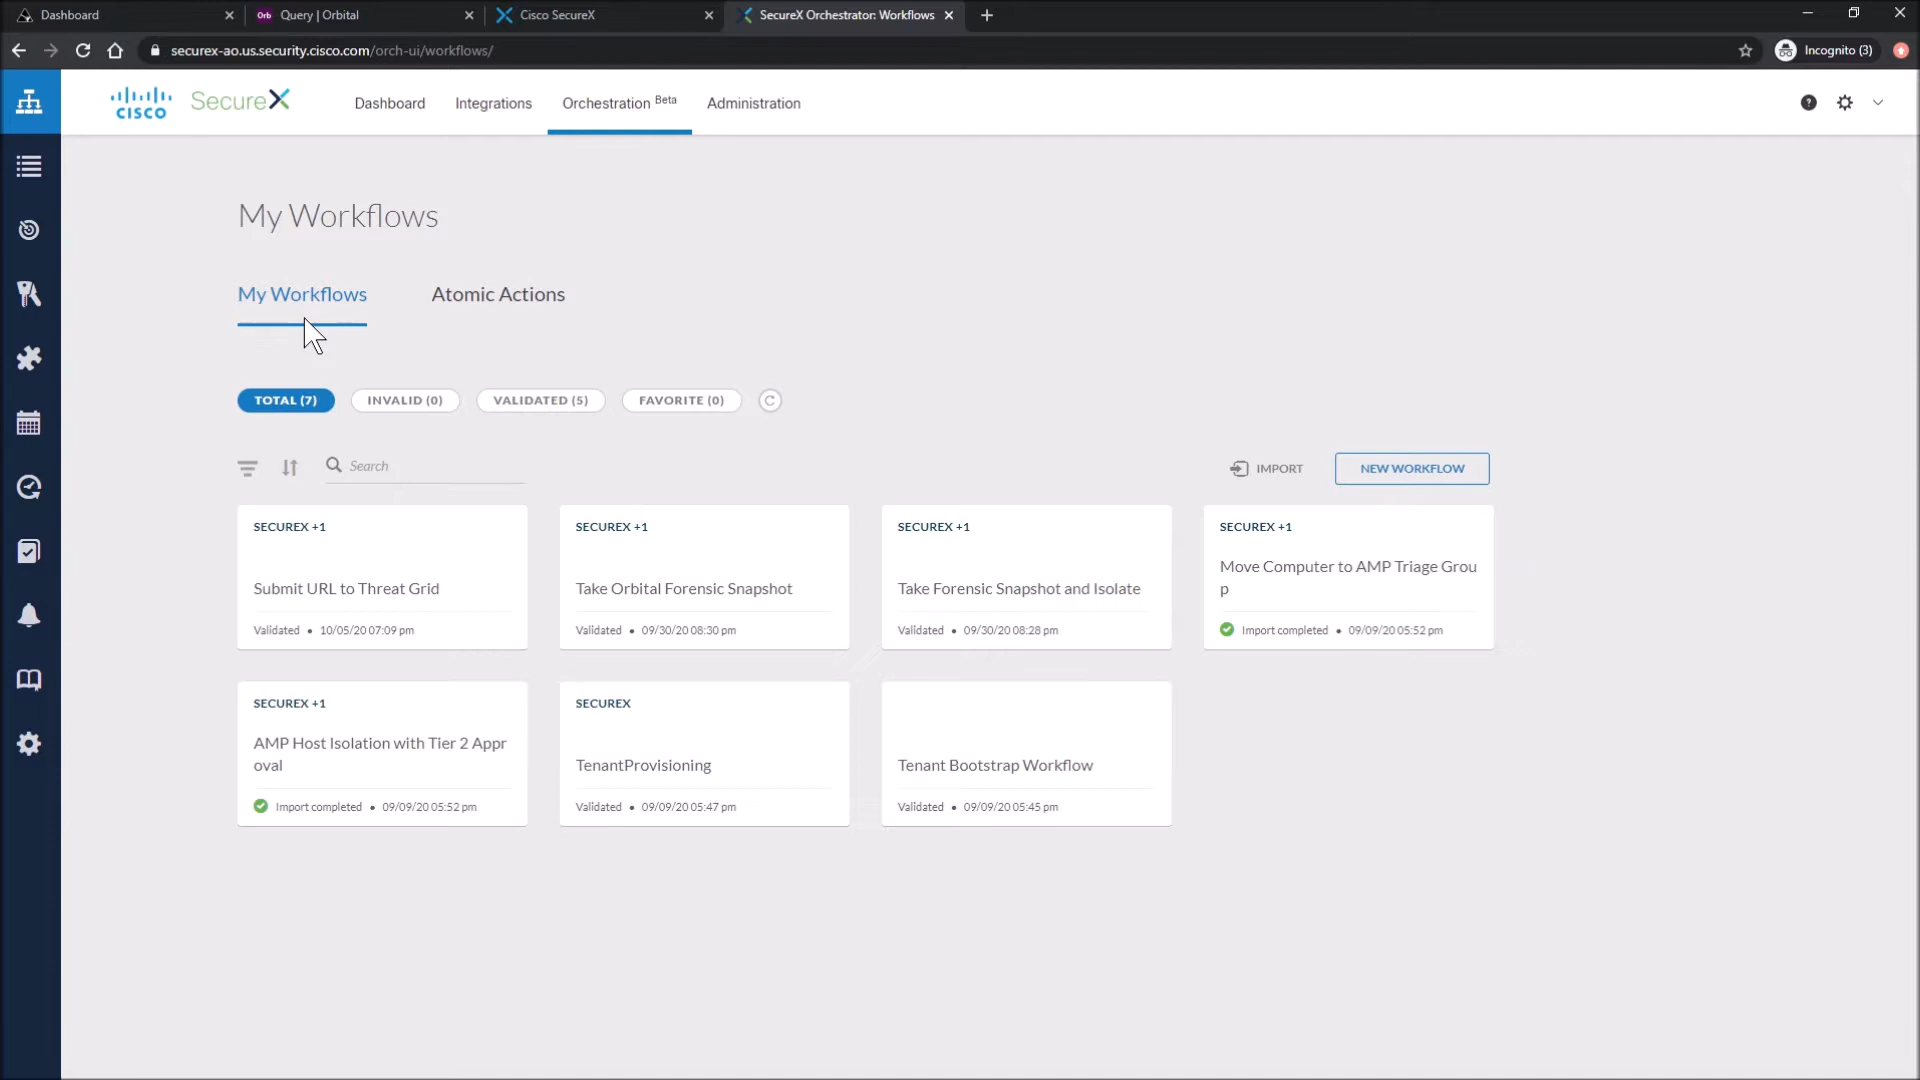 Dashboard
Query | Orbital
Cisco SecureX
SecureX Orchestrator: Workflows
securex-ao.us.security.cisco.com/orch-ui/workflows/
Incognito (3)
CISCO
SecureX
Dashboard
Integrations
Orchestration Beta
Administration
My Workflows
My Workflows
Atomic Actions
TOTAL (7)
INVALID (0)
VALIDATED (5)
FAVORITE (0)
Search
IMPORT
NEW WORKFLOW
SECUREX +1
Submit URL to Threat Grid
Validated • 10/05/20 07:09 pm
SECUREX +1
Take Orbital Forensic Snapshot
Validated • 09/30/20 08:30 pm
SECUREX +1
Take Forensic Snapshot and Isolate
Validated • 09/30/20 08:28 pm
SECUREX +1
Move Computer to AMP Triage Grou
p
Import completed • 09/09/20 05:52 pm
SECUREX +1
AMP Host Isolation with Tier 2 Appr
oval
Import completed • 09/09/20 05:52 pm
SECUREX
TenantProvisioning
Validated • 09/09/20 05:47 pm
Tenant Bootstrap Workflow
Validated • 09/09/20 05:45 pm